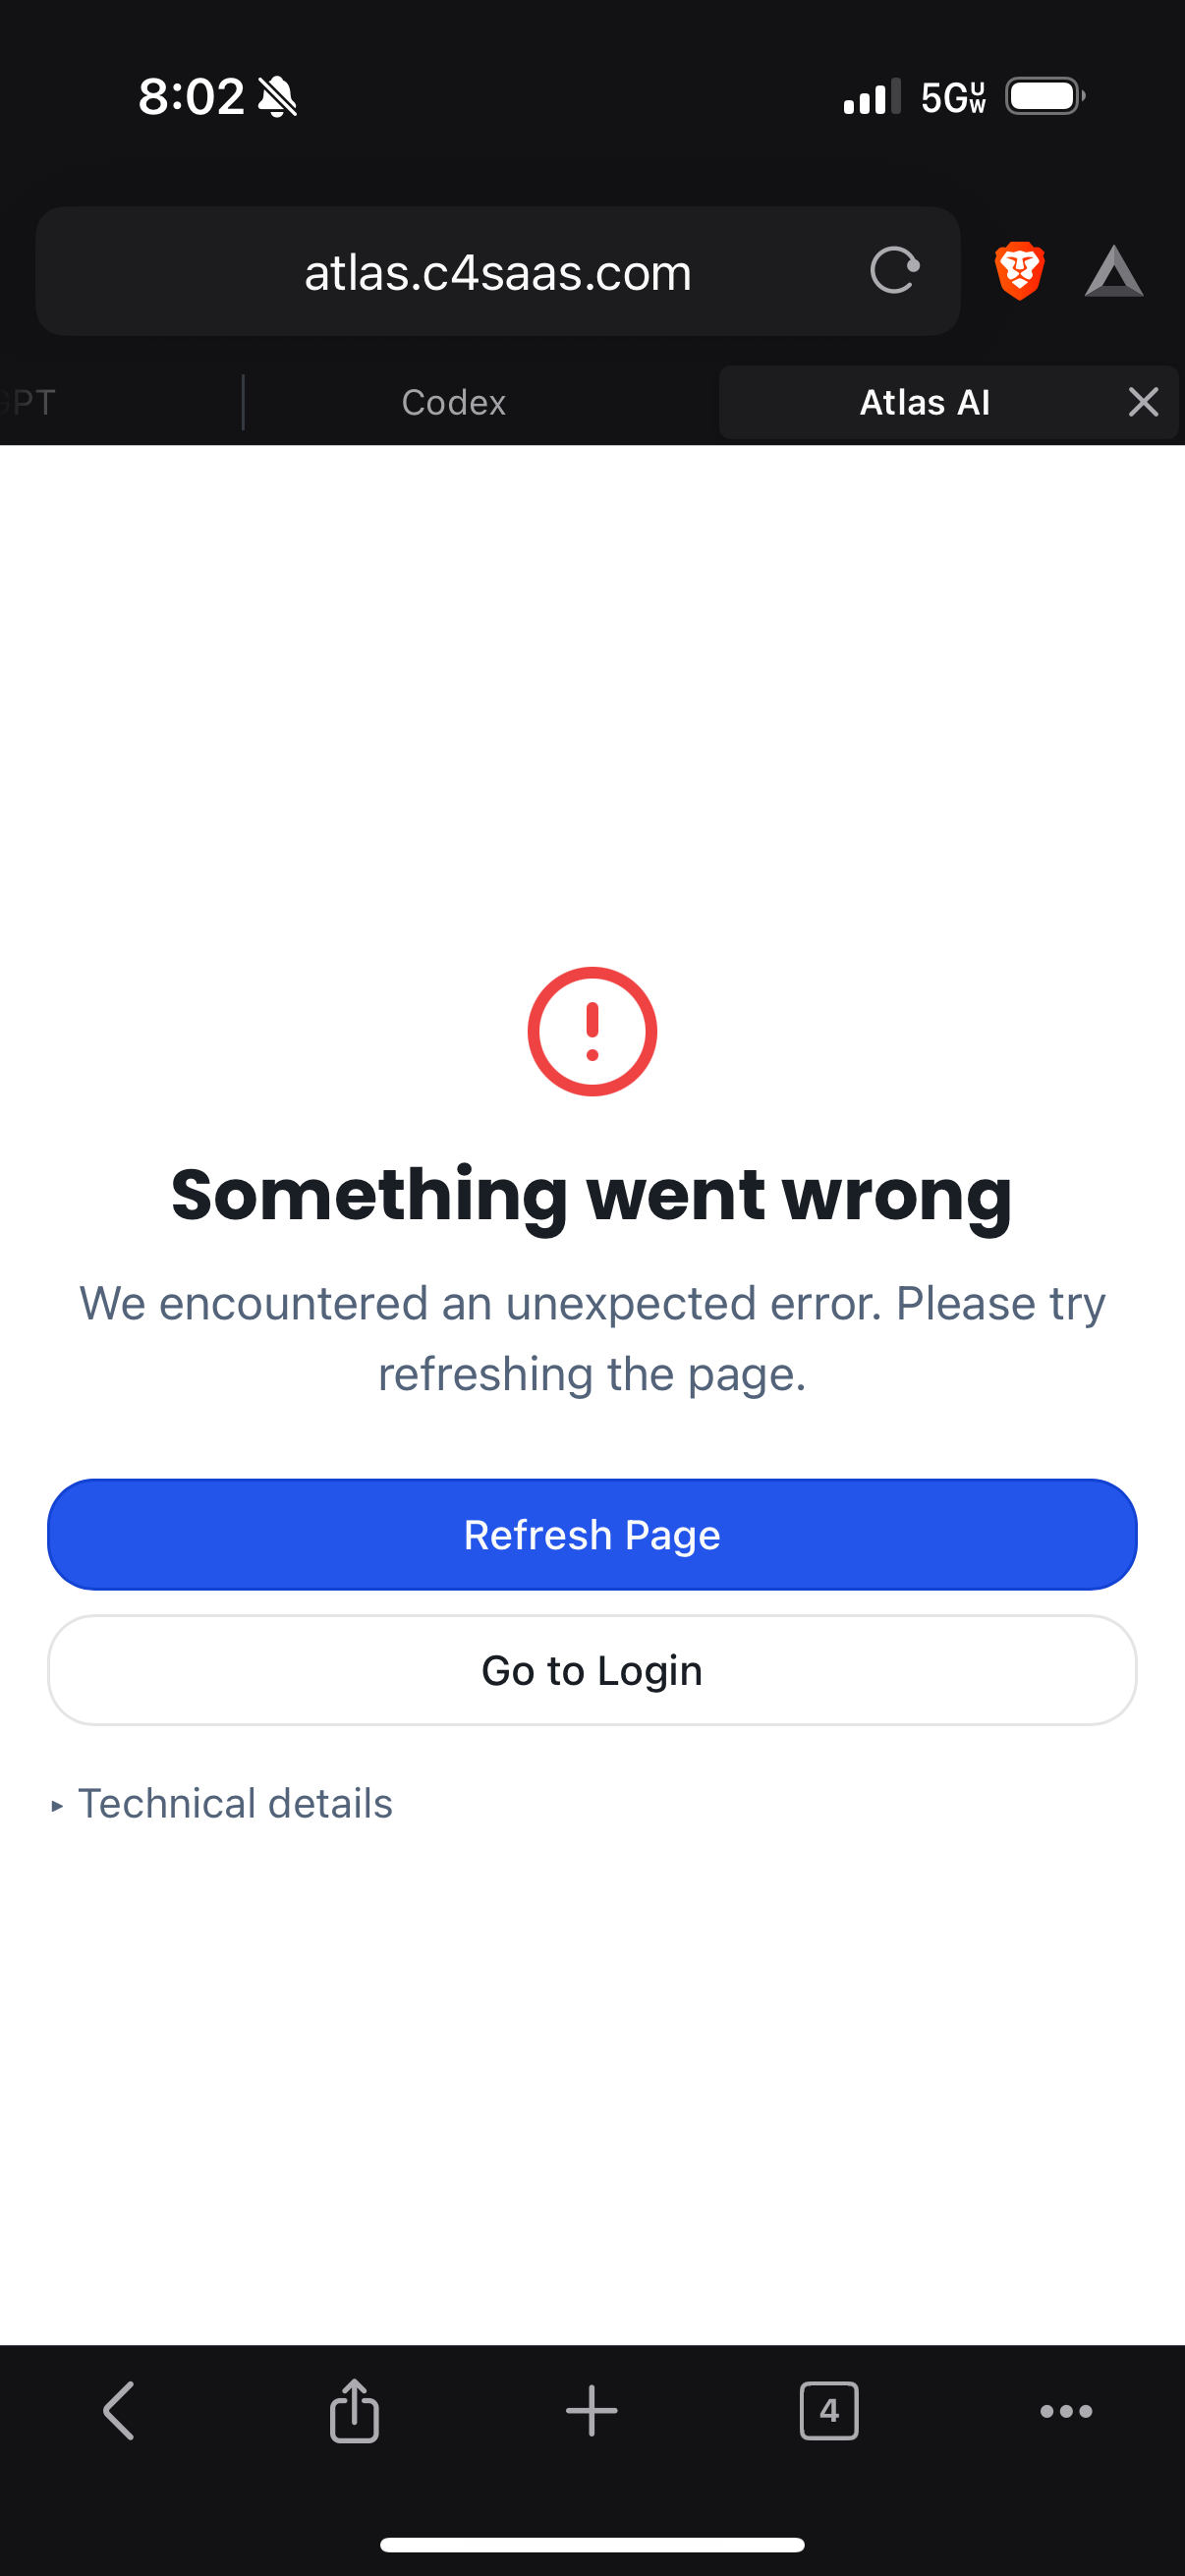 8:02
5G UW
atlas.c4saas.com
GPT
Codex
Atlas AI
Something went wrong
We encountered an unexpected error. Please try
refreshing the page.
Refresh Page
Go to Login
Technical details
4